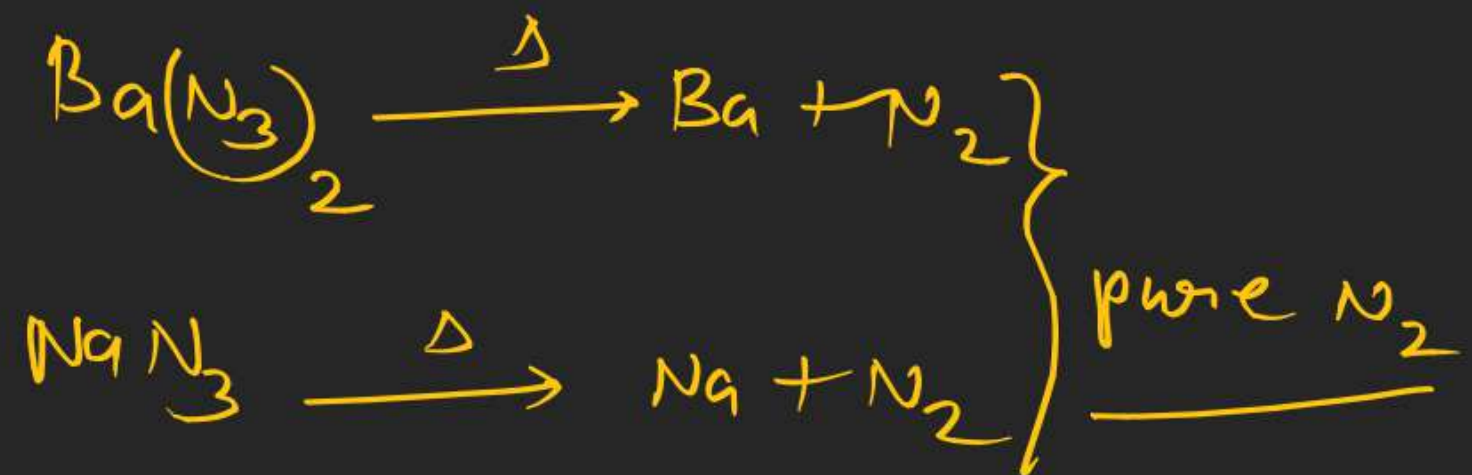 Ba(N₃)₂ —Δ→ Ba + N₂
NaN₃ —Δ→ Na + N₂
pure N₂